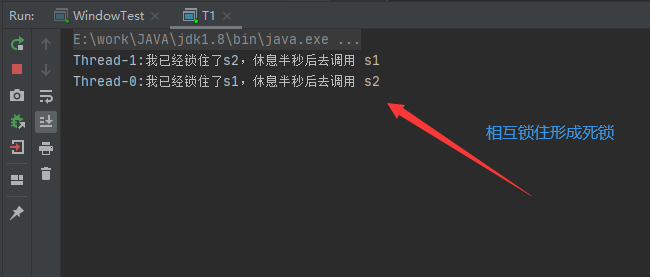 Run: WindowTest × T1 ×
E:\work\JAVA\jdk1.8\bin\java.exe ...
Thread-1:我已经锁住了s2，休息半秒后去调用 s1
Thread-0:我已经锁住了s1，休息半秒后去调用 s2
相互锁住形成死锁